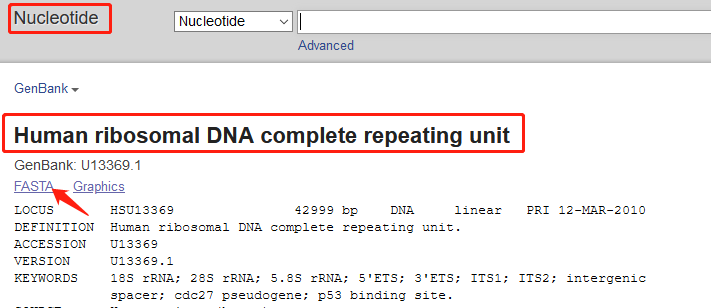 Nucleotide Nucleotide
Advanced
GenBank
Human ribosomal DNA complete repeating unit
GenBank: U13369.1
FASTA Graphics
LOCUS HSU13369 42999 bp DNA linear PRI 12-MAR-2010
DEFINITION Human ribosomal DNA complete repeating unit.
ACCESSION U13369
VERSION U13369.1
KEYWORDS 18S rRNA; 28S rRNA; 5.8S rRNA; 5'ETS; 3'ETS; ITS1; ITS2; intergenic
spacer; cdc27 pseudogene; p53 binding site.